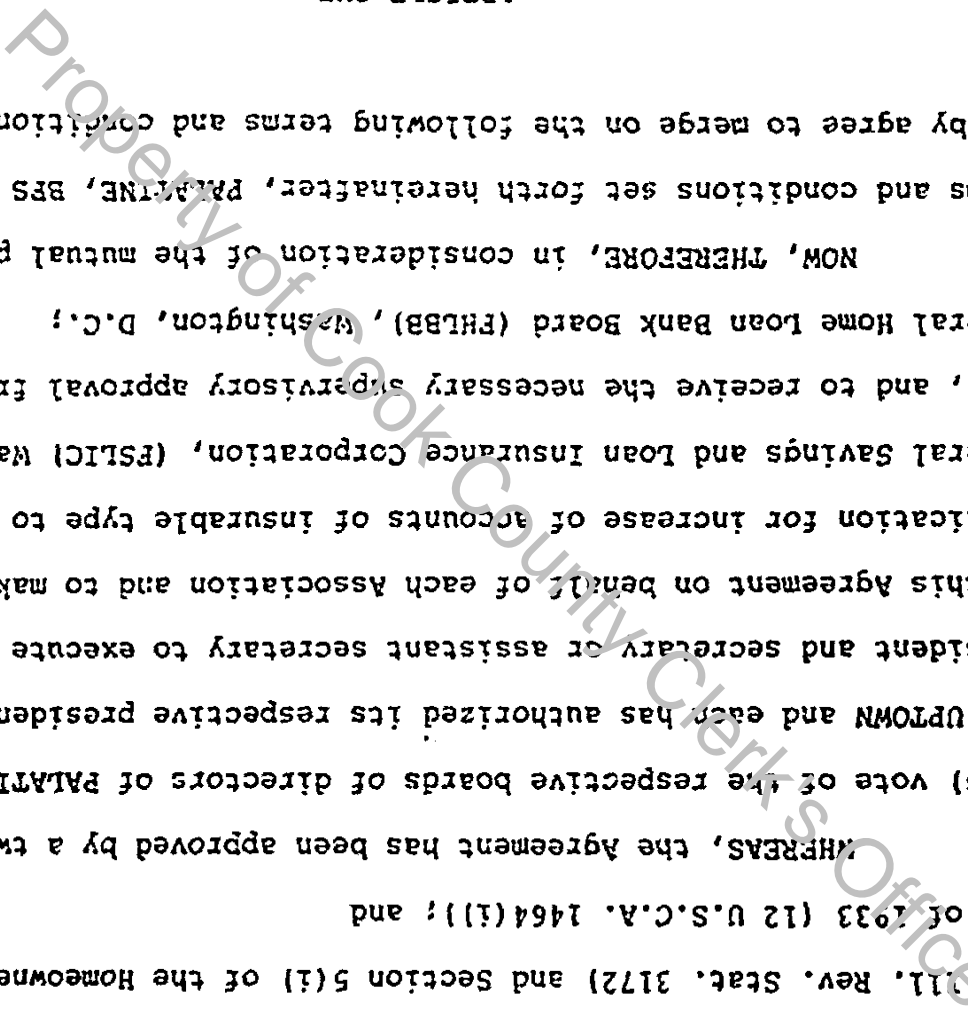 Ill. Rev. Stat. 3172) and Section 5(i) of the Homeowne
of 1933 (12 U.S.C.A. 1464(i)); and
WHEREAS, the Agreement has been approved by a tw
s) vote of the respective boards of directors of PALATI
UPTOWN and each has authorized its respective presiden
sident and secretary or assistant secretary to execute
this Agreement on behalf of each Association and to mak
ication for increase of accounts of insurable type to
eral Savings and Loan Insurance Corporation, (FSLIC) Wa
, and to receive the necessary supervisory approval fr
eral Home Loan Bank Board (FHLBB), Washington, D.C.;
NOW, THEREFORE, in consideration of the mutual p
s and conditions set forth hereinafter, PALATINE, BFS
by agree to merge on the following terms and condition
Property of Cook County Clerk's Office